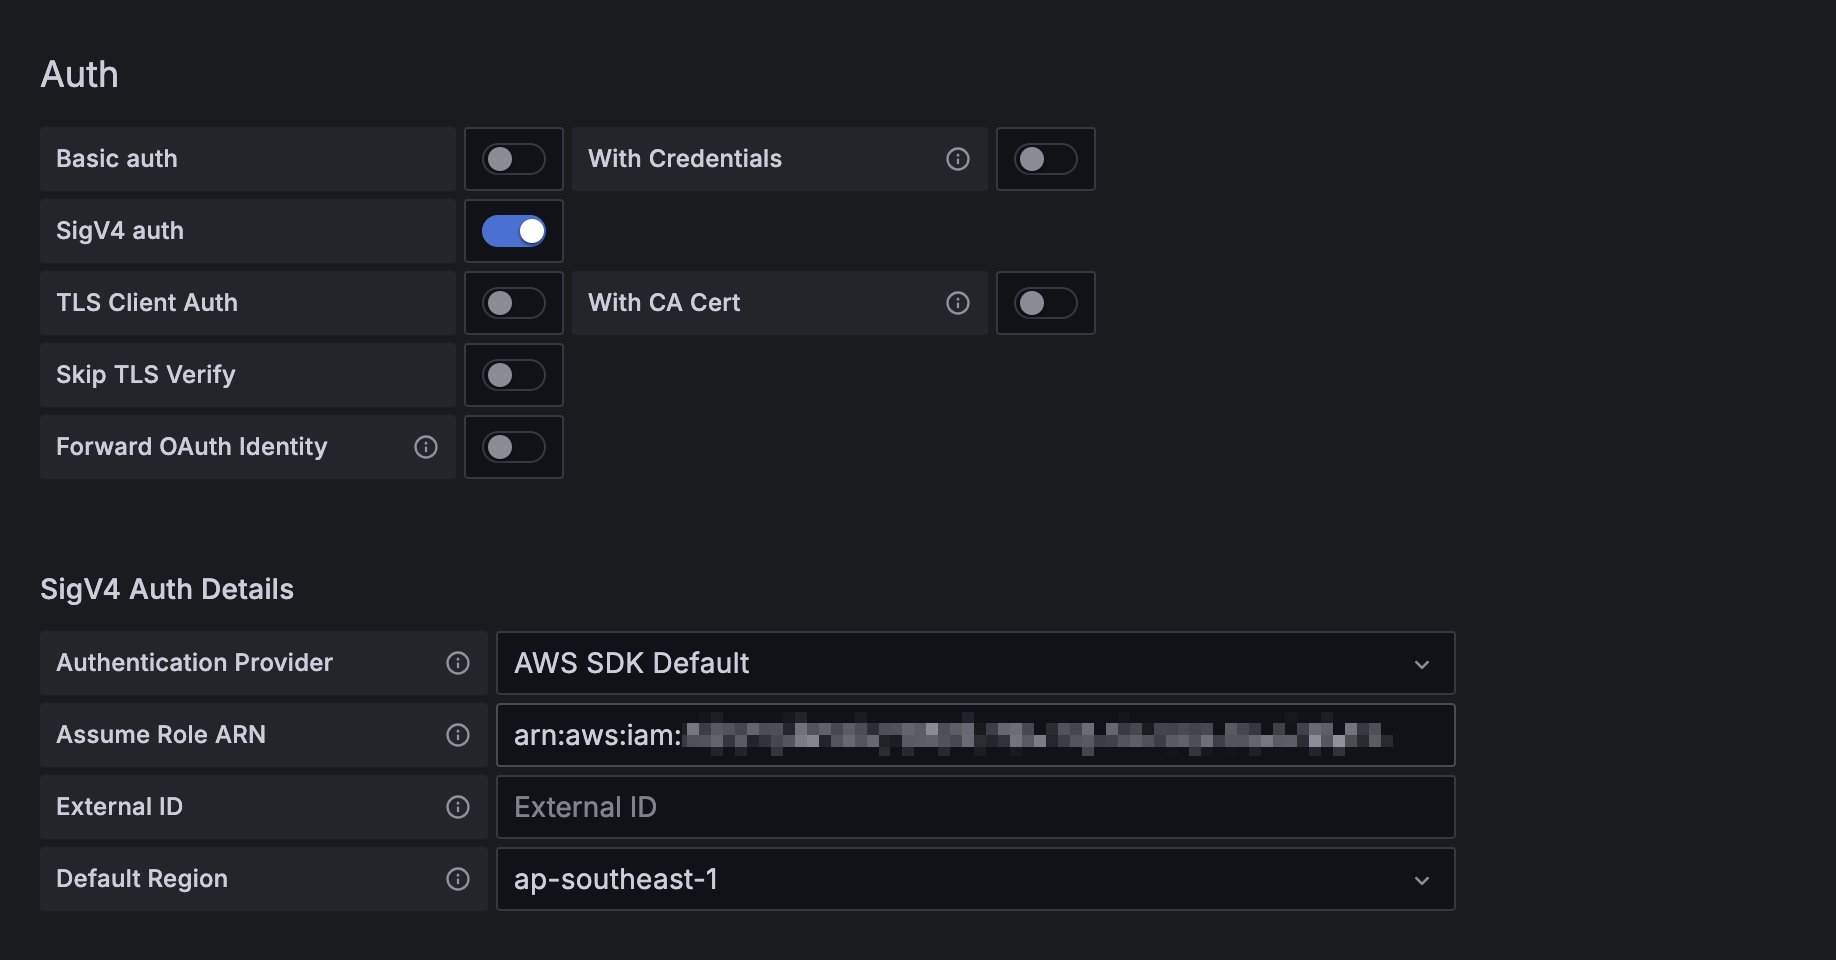 Auth
Basic auth
With Credentials
SigV4 auth
TLS Client Auth
With CA Cert
Skip TLS Verify
Forward OAuth Identity
SigV4 Auth Details
Authentication Provider
AWS SDK Default
Assume Role ARN
arn:aws:iam:
External ID
External ID
Default Region
ap-southeast-1